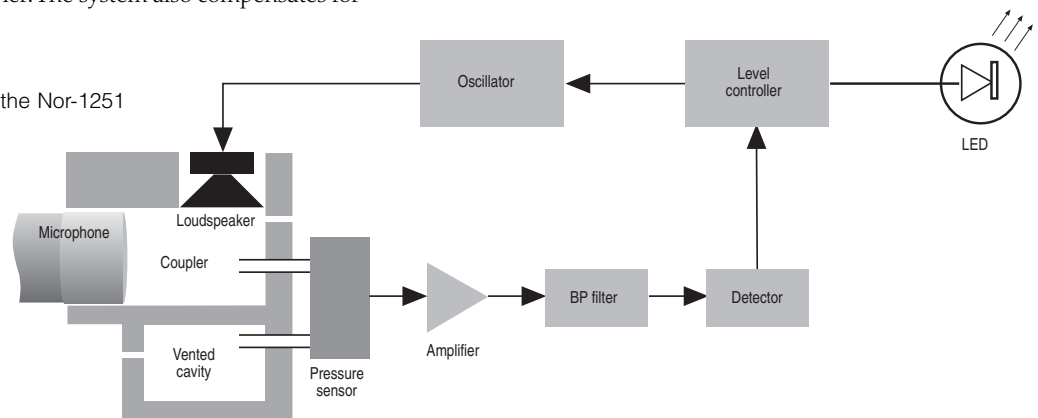 The system also compensates for
the Nor-1251
Oscillator
Level
controller
LED
Loudspeaker
Microphone
Coupler
BP filter
Detector
Amplifier
Vented
cavity
Pressure
sensor